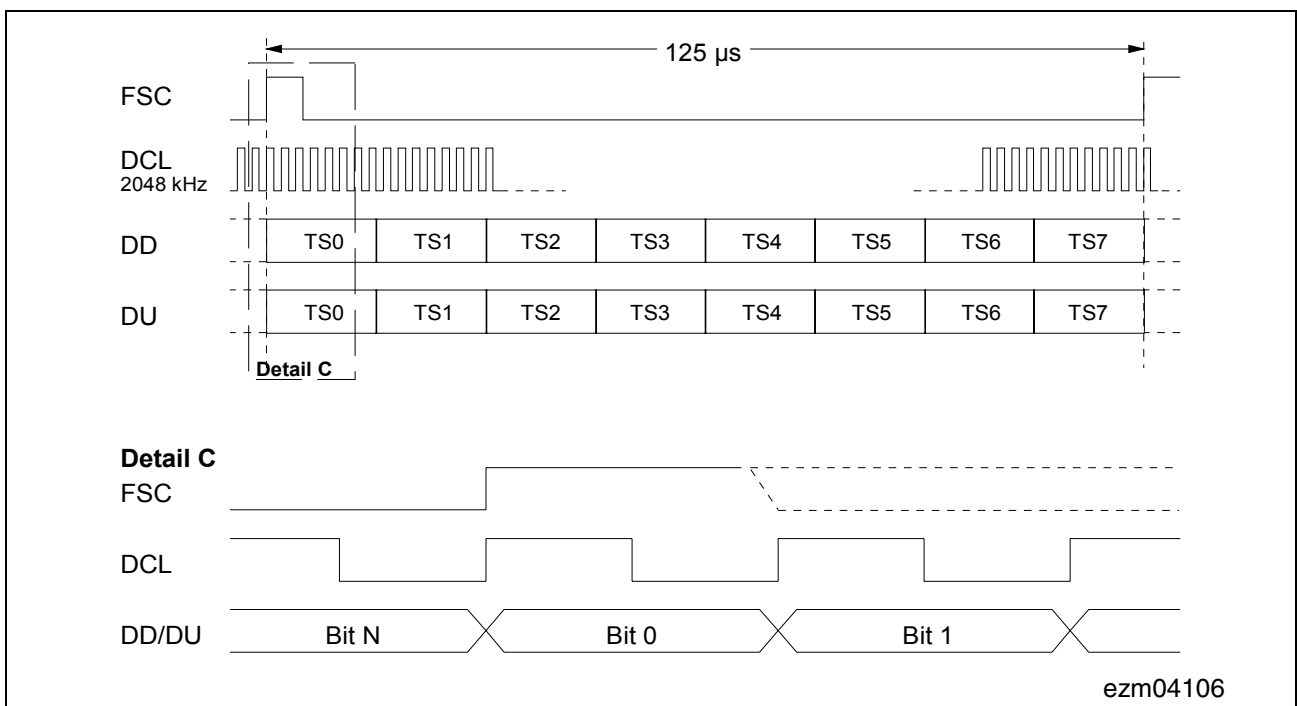 125 µs
FSC
DCL
2048 kHz
DD TS0 TS1 TS2 TS3 TS4 TS5 TS6 TS7
DU TS0 TS1 TS2 TS3 TS4 TS5 TS6 TS7
Detail C
Detail C
FSC
DCL
DD/DU Bit N Bit 0 Bit 1
ezm04106